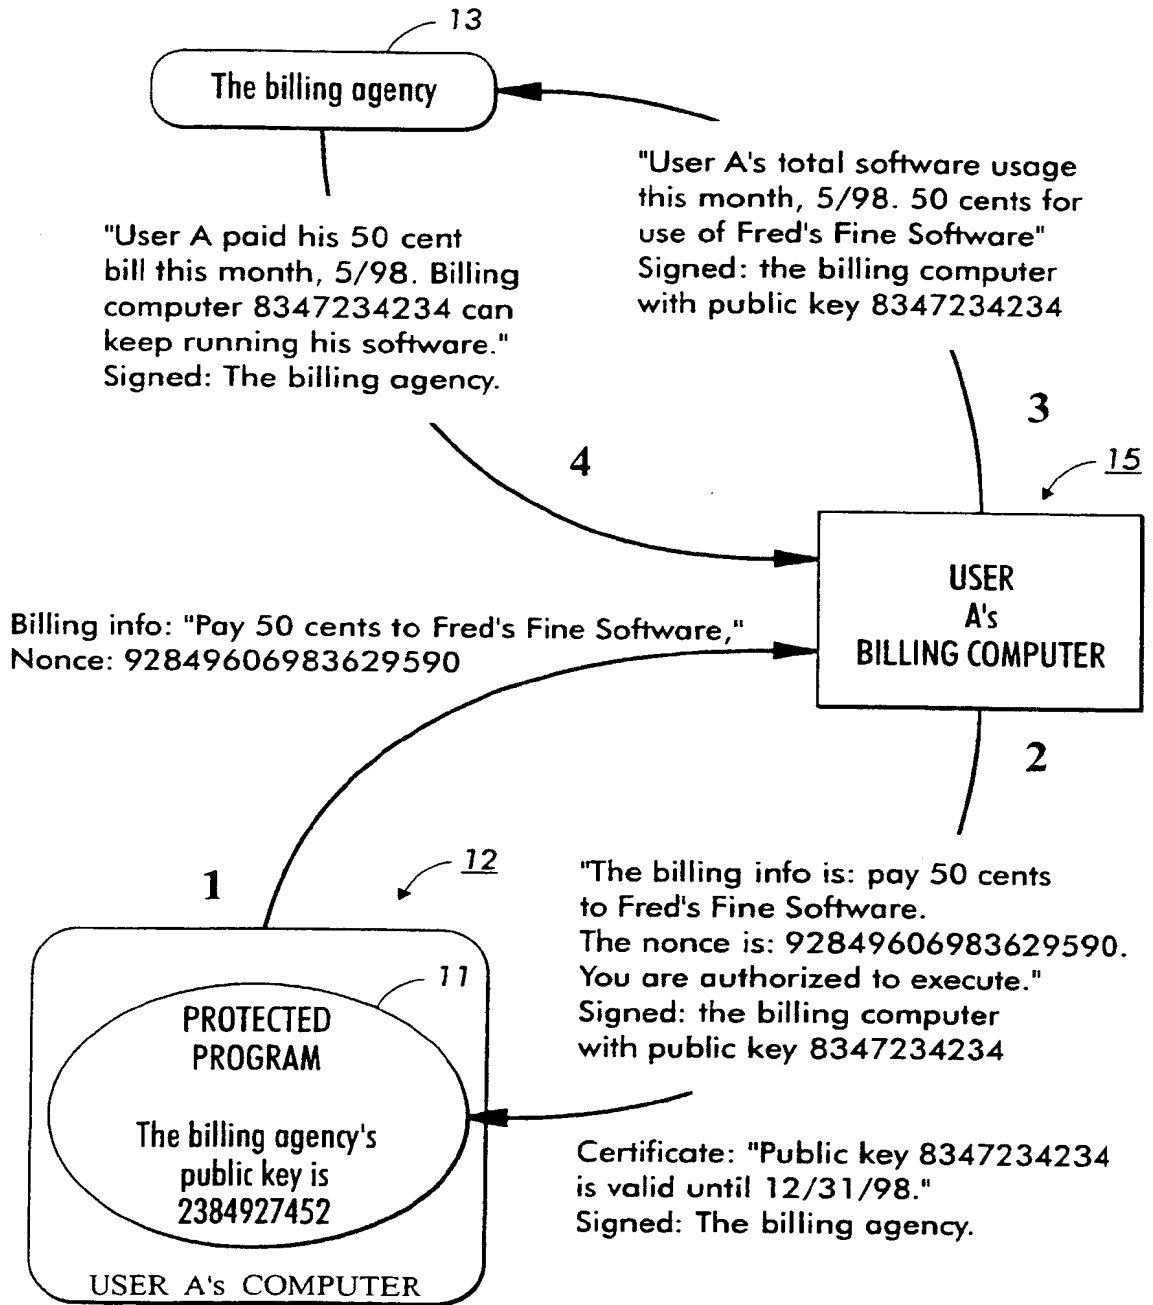 13
The billing agency
"User A's total software usage
this month, 5/98. 50 cents for
use of Fred's Fine Software"
Signed: the billing computer
with public key 8347234234
"User A paid his 50 cent
bill this month, 5/98. Billing
computer 8347234234 can
keep running his software."
Signed: The billing agency.
3
4
15
USER
A's
BILLING COMPUTER
Billing info: "Pay 50 cents to Fred's Fine Software,"
Nonce: 92849606983629590
2
1
12
"The billing info is: pay 50 cents
to Fred's Fine Software.
The nonce is: 92849606983629590.
You are authorized to execute."
Signed: the billing computer
with public key 8347234234
11
PROTECTED
PROGRAM
The billing agency's
public key is
2384927452
Certificate: "Public key 8347234234
is valid until 12/31/98."
Signed: The billing agency.
USER A's COMPUTER